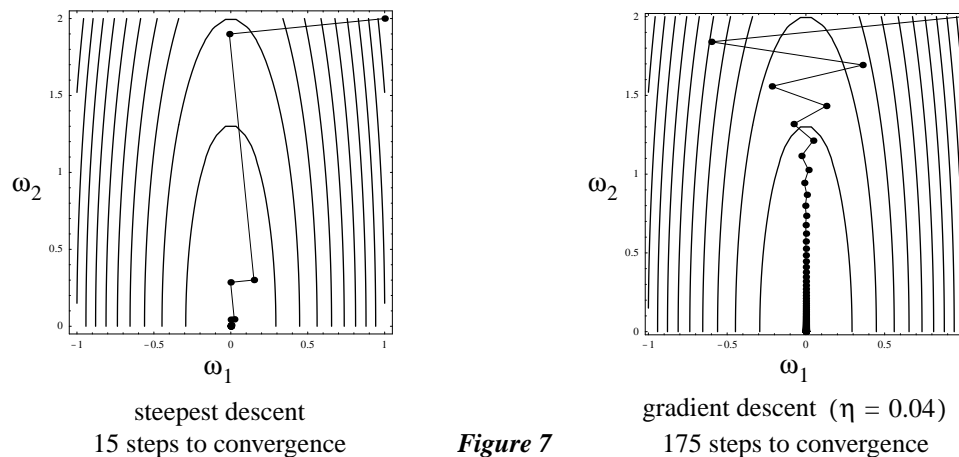 2
1.5
ω2
1
0.5
0
-1 -0.5 0 0.5 1
ω1
steepest descent
15 steps to convergence
Figure 7
2
1.5
ω2
1
0.5
0
-1 -0.5 0 0.5
ω1
gradient descent (η = 0.04)
175 steps to convergence